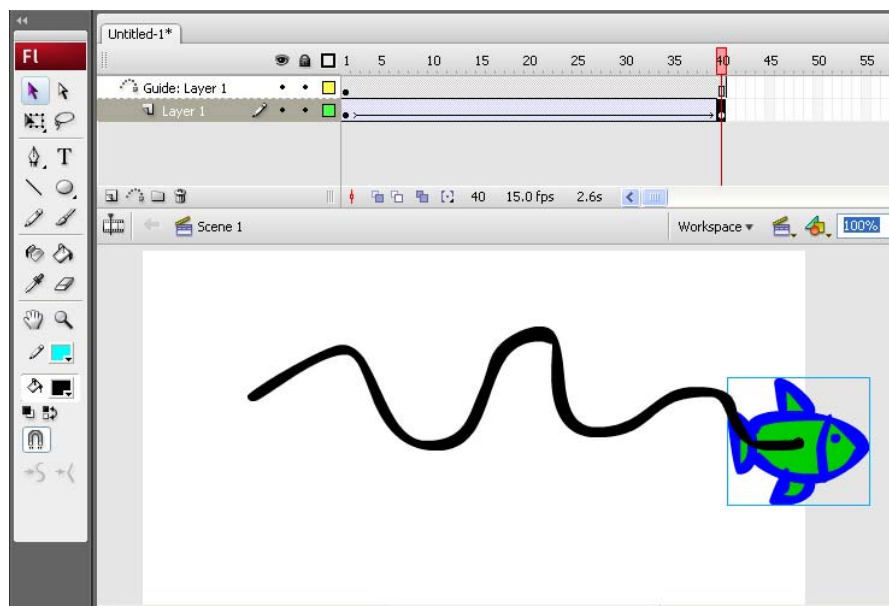 Untitled-1*
Fl
1 5 10 15 20 25 30 35 40 45 50 55
Guide: Layer 1
Layer 1
T
40 15.0 fps 2.6s
Scene 1 Workspace 100%